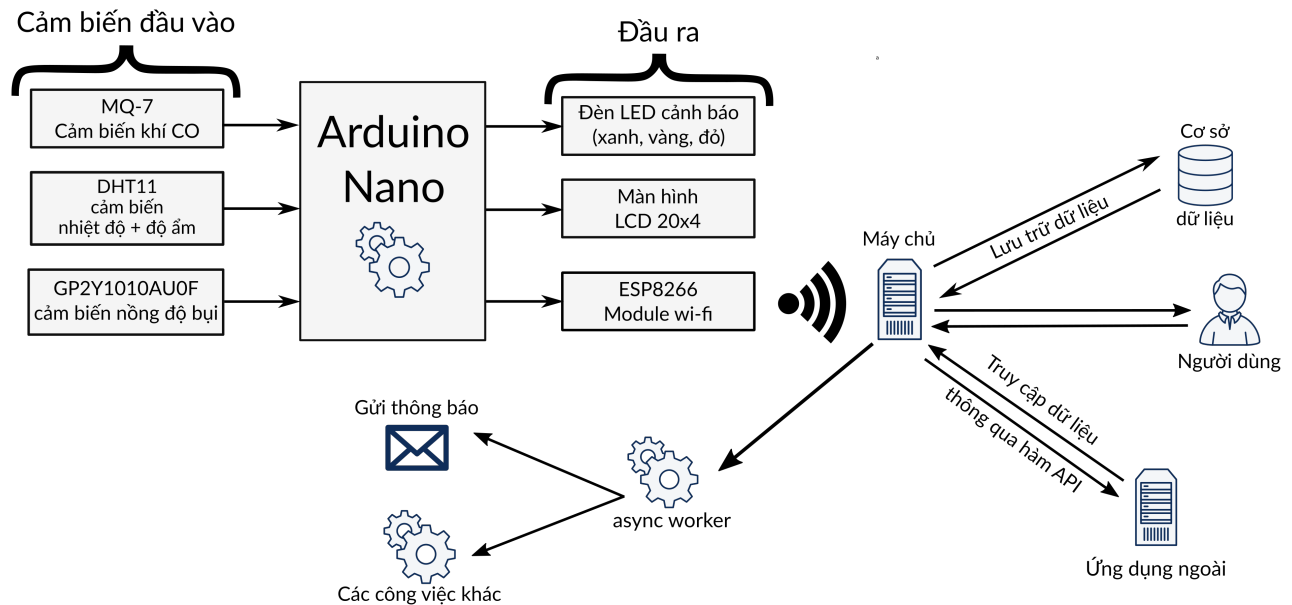 Cảm biến đầu vào
MQ-7
Cảm biến khí CO
DHT11
cảm biến
nhiệt độ + độ ẩm
GP2Y1010AU0F
cảm biến nồng độ bụi
Arduino
Nano
Đầu ra
Đèn LED cảnh báo
(xanh, vàng, đỏ)
Màn hình
LCD 20x4
ESP8266
Module wi-fi
Máy chủ
Lưu trữ dữ liệu
Cơ sở
dữ liệu
Người dùng
Truy cập dữ liệu
thông qua hàm API
Ứng dụng ngoài
async worker
Gửi thông báo
Các công việc khác